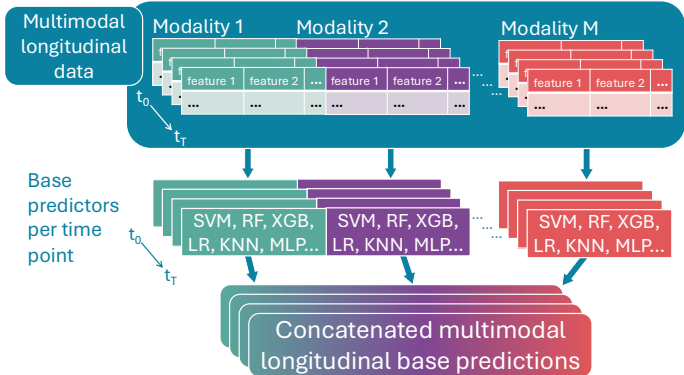 Multimodal
longitudinal
data
Modality 1
Modality 2
Modality M
feature 1 feature 2 ... feature 1 feature 2 ... ... feature 1 feature 2 ...
... ... ... ... ... ... ...
t0
tT
Base
predictors
per time
point
t0
tT
SVM, RF, XGB,
LR, KNN, MLP...
SVM, RF, XGB,
LR, KNN, MLP...
...
...
SVM, RF, XGB,
LR, KNN, MLP...
Concatenated multimodal
longitudinal base predictions